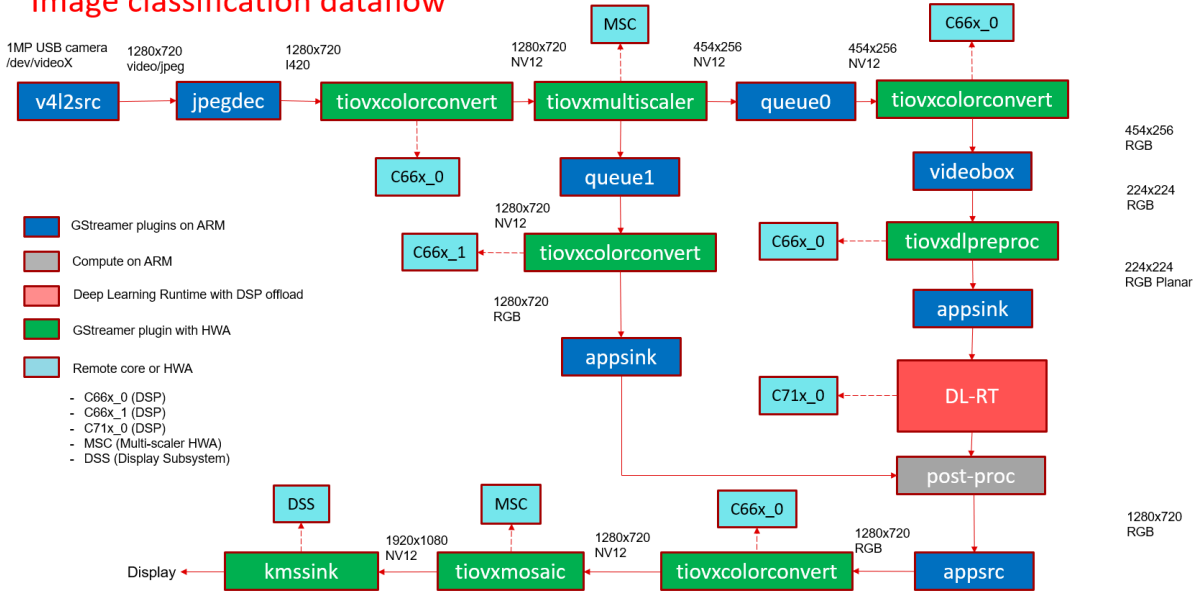 Image classification dataflow
1MP USB camera
/dev/videoX
1280x720
video/jpeg
1280x720
I420
1280x720
NV12
MSC
454x256
NV12
454x256
NV12
C66x_0
v4l2src
jpegdec
tiovxcolorconvert
tiovxmultiscaler
queue0
tiovxcolorconvert
454x256
RGB
C66x_0
queue1
videobox
224x224
RGB
1280x720
NV12
GStreamer plugins on ARM
C66x_1
tiovxcolorconvert
C66x_0
tiovxdlpreproc
Compute on ARM
224x224
RGB Planar
Deep Learning Runtime with DSP offload
1280x720
RGB
appsink
GStreamer plugin with HWA
appsink
Remote core or HWA
- C66x_0 (DSP)
- C66x_1 (DSP)
- C71x_0 (DSP)
- MSC (Multi-scaler HWA)
- DSS (Display Subsystem)
C71x_0
DL-RT
post-proc
DSS
MSC
C66x_0
1280x720
RGB
1920x1080
NV12
1280x720
NV12
1280x720
RGB
Display
kmssink
tiovxmosaic
tiovxcolorconvert
appsrc